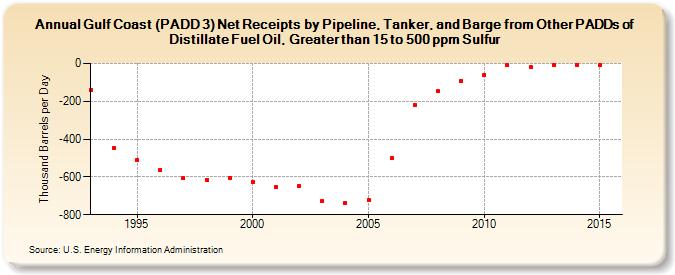 Annual Gulf Coast (PADD 3) Net Receipts by Pipeline, Tanker, and Barge from Other PADDs of
Distillate Fuel Oil, Greater than 15 to 500 ppm Sulfur
Thousand Barrels per Day
0
-200
-400
-600
-800
1995
2000
2005
2010
2015
Source: U.S. Energy Information Administration